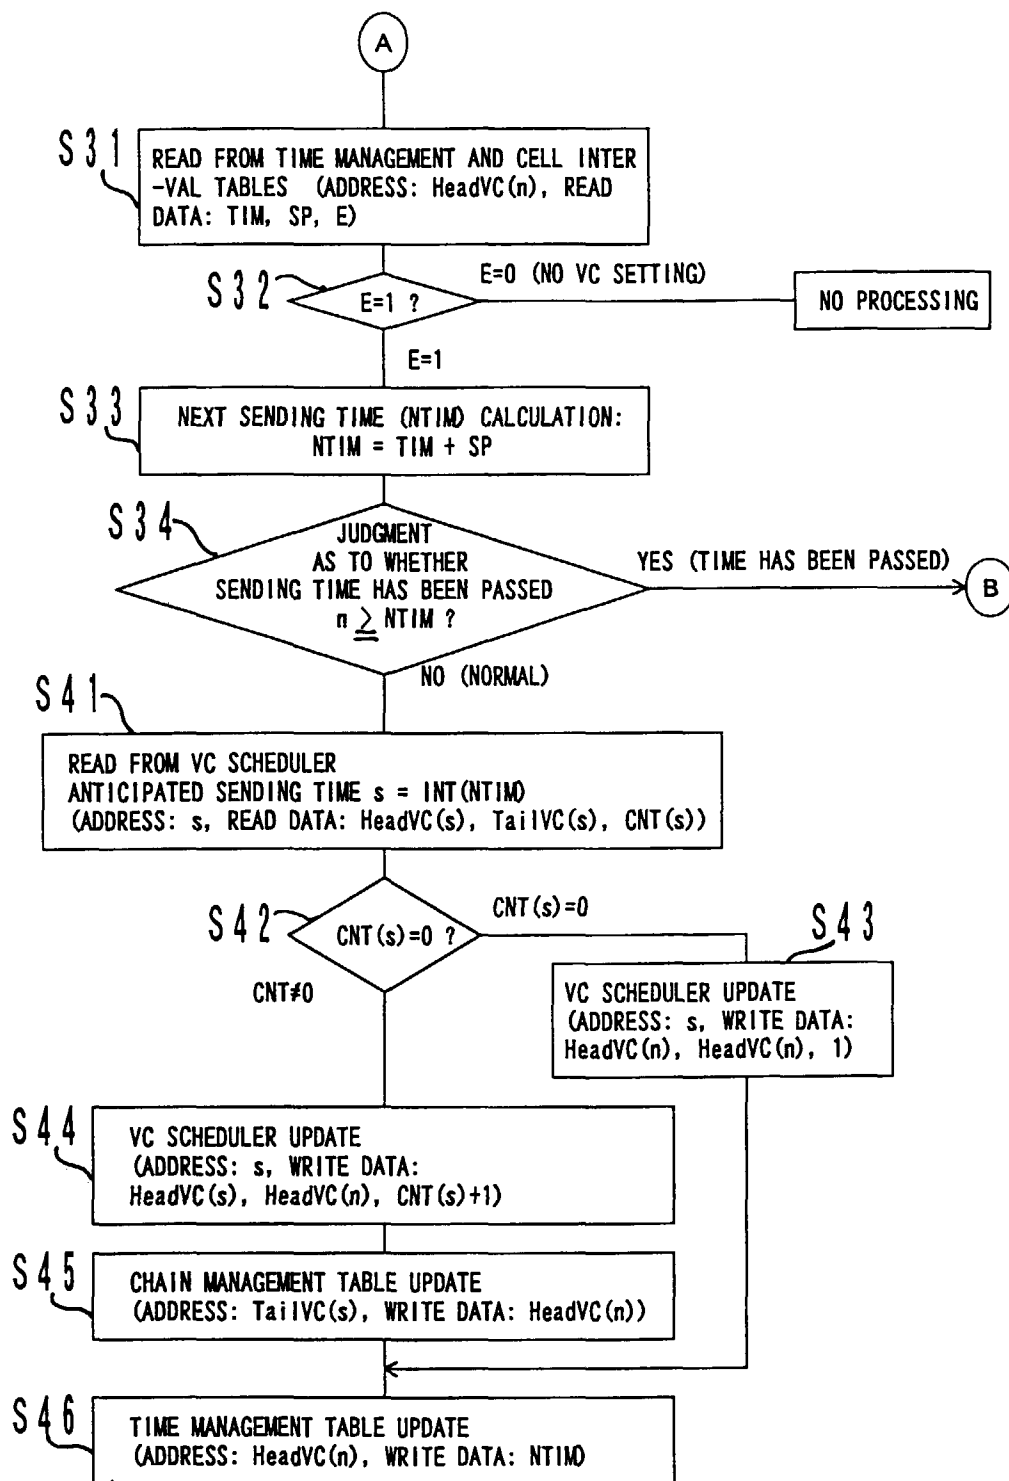 A
S31
READ FROM TIME MANAGEMENT AND CELL INTER
-VAL TABLES (ADDRESS: HeadVC(n), READ
DATA: TIM, SP, E)
S32
E=1 ?
E=0 (NO VC SETTING)
NO PROCESSING
E=1
S33
NEXT SENDING TIME (NTIM) CALCULATION:
NTIM = TIM + SP
S34
JUDGMENT
AS TO WHETHER
SENDING TIME HAS BEEN PASSED
n ≧ NTIM ?
YES (TIME HAS BEEN PASSED)
B
NO (NORMAL)
S41
READ FROM VC SCHEDULER
ANTICIPATED SENDING TIME s = INT(NTIM)
(ADDRESS: s, READ DATA: HeadVC(s), TailVC(s), CNT(s))
S42
CNT(s)=0 ?
CNT(s)=0
S43
CNT≠0
VC SCHEDULER UPDATE
(ADDRESS: s, WRITE DATA:
HeadVC(n), HeadVC(n), 1)
S44
VC SCHEDULER UPDATE
(ADDRESS: s, WRITE DATA:
HeadVC(s), HeadVC(n), CNT(s)+1)
S45
CHAIN MANAGEMENT TABLE UPDATE
(ADDRESS: TailVC(s), WRITE DATA: HeadVC(n))
S46
TIME MANAGEMENT TABLE UPDATE
(ADDRESS: HeadVC(n), WRITE DATA: NTIM)